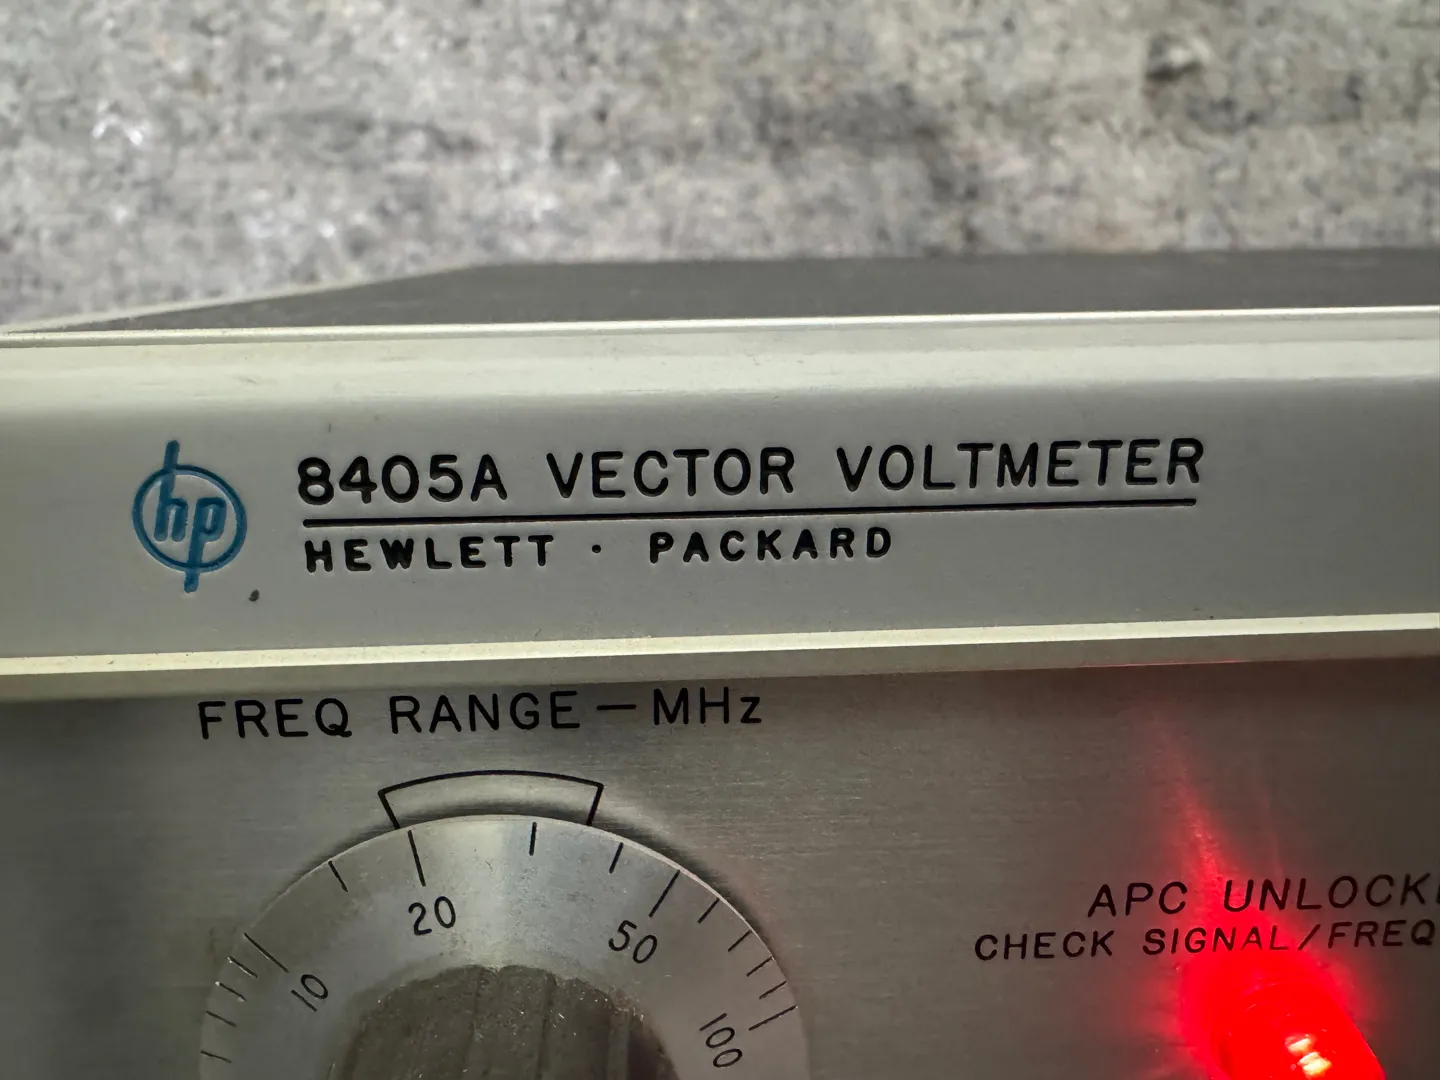 hp
8405A VECTOR VOLTMETER
HEWLETT · PACKARD
FREQ RANGE — MHz
20
50
10
100
APC UNLOCK
CHECK SIGNAL/FREQ